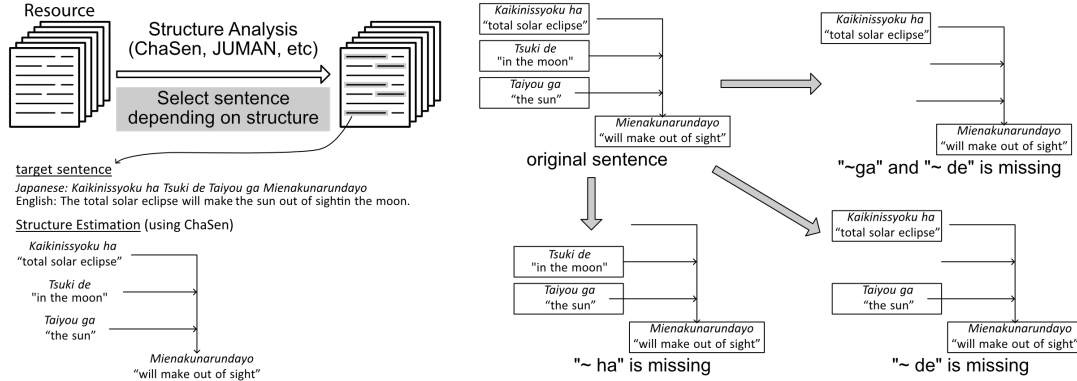 Resource
Structure Analysis
(ChaSen, JUMAN, etc)
Select sentence
depending on structure
target sentence
Japanese: Kaikinissyoku ha Tsuki de Taiyou ga Mienakunarundayo
English: The total solar eclipse will make the sun out of sightin the moon.
Structure Estimation (using ChaSen)
Kaikinissyoku ha
“total solar eclipse”
Tsuki de
"in the moon"
Taiyou ga
“the sun”
Mienakunarundayo
“will make out of sight”
Kaikinissyoku ha
“total solar eclipse”
Tsuki de
"in the moon"
Taiyou ga
“the sun”
Mienakunarundayo
“will make out of sight”
original sentence
Kaikinissyoku ha
“total solar eclipse”
Mienakunarundayo
“will make out of sight”
"~ga" and "~ de" is missing
Tsuki de
"in the moon"
Taiyou ga
“the sun”
Mienakunarundayo
“will make out of sight”
"~ ha" is missing
Kaikinissyoku ha
“total solar eclipse”
Taiyou ga
“the sun”
Mienakunarundayo
“will make out of sight”
"~ de" is missing